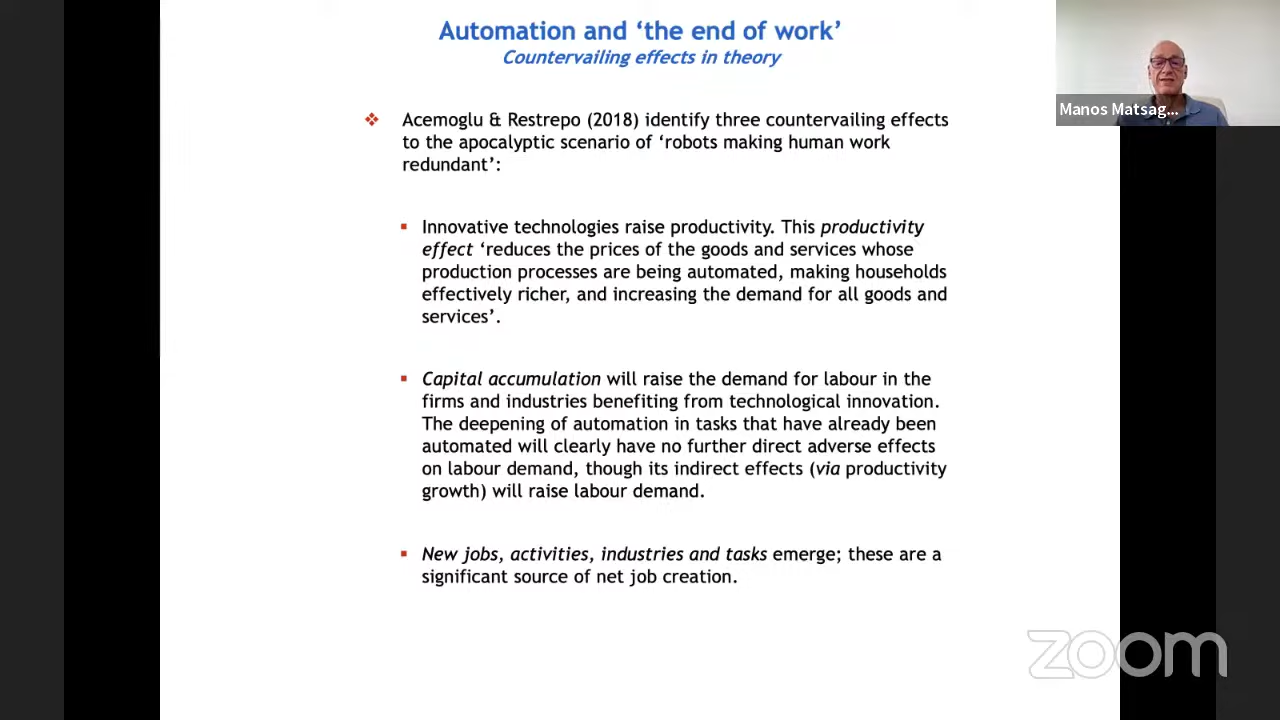 Automation and ‘the end of work’
Countervailing effects in theory
Manos Matsag...
Acemoglu & Restrepo (2018) identify three countervailing effects
to the apocalyptic scenario of ‘robots making human work
redundant’:
Innovative technologies raise productivity. This productivity
effect ‘reduces the prices of the goods and services whose
production processes are being automated, making households
effectively richer, and increasing the demand for all goods and
services’.
Capital accumulation will raise the demand for labour in the
firms and industries benefiting from technological innovation.
The deepening of automation in tasks that have already been
automated will clearly have no further direct adverse effects
on labour demand, though its indirect effects (via productivity
growth) will raise labour demand.
New jobs, activities, industries and tasks emerge; these are a
significant source of net job creation.
zoom